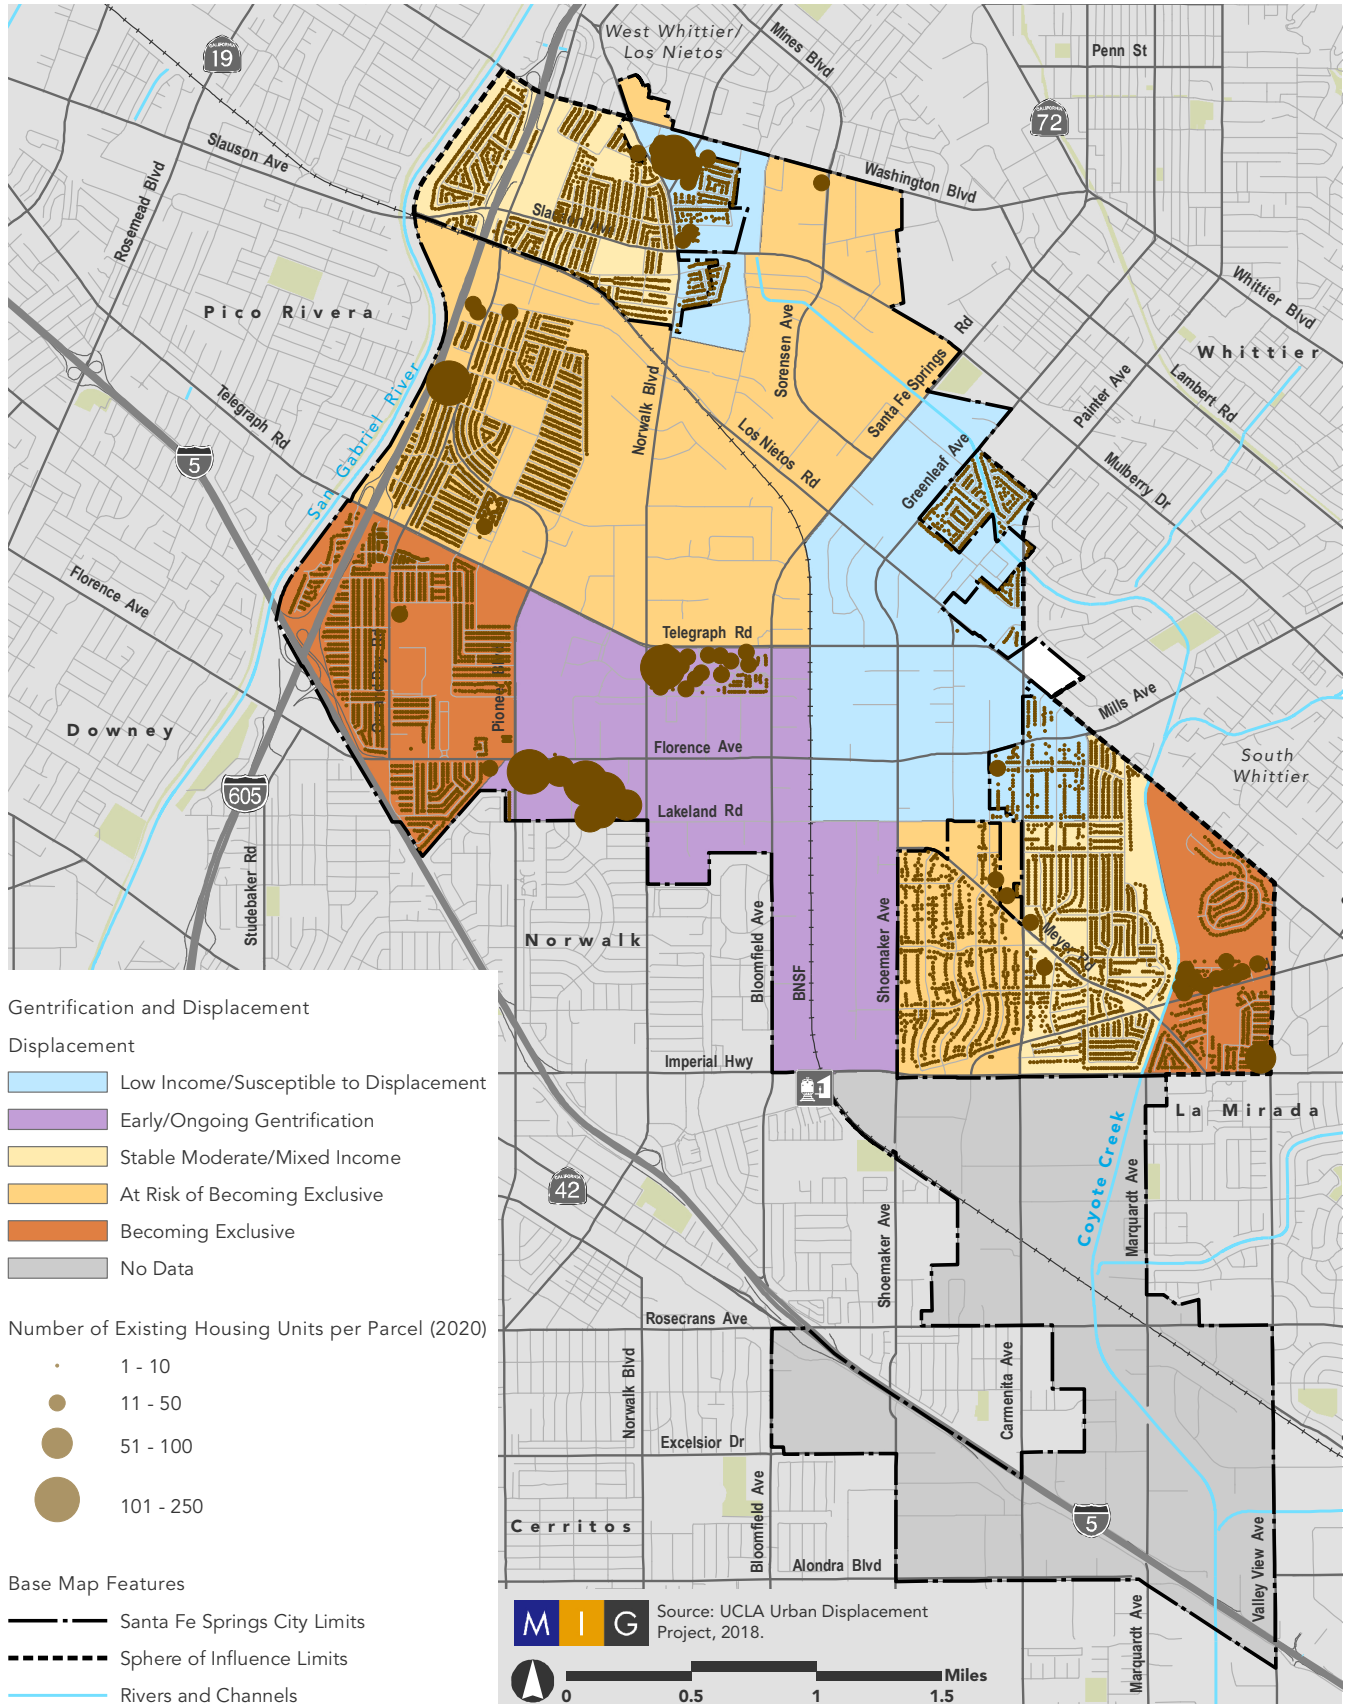 West Whittier/
Los Nietos
Mines Blvd
Penn St
CALIFORNIA
19
CALIFORNIA
72
Slauson Ave
Rosemead Blvd
Washington Blvd
Slauson Ave
Whittier Blvd
Pico Rivera
Whittier
Sorensen Ave
Santa Fe Springs Rd
Painter Ave
Lambert Rd
Telegraph Rd
San Gabriel River
Norwalk Blvd
Los Nietos Rd
Greenleaf Ave
Mulberry Dr
5
Florence Ave
Telegraph Rd
Pioneer Blvd
Mills Ave
Downey
Florence Ave
South
Whittier
605
Lakeland Rd
Studebaker Rd
Norwalk
Bloomfield Ave
BNSF
Shoemaker Ave
Meyer Rd
Imperial Hwy
La Mirada
Coyote Creek
Marquardt Ave
CALIFORNIA
42
Shoemaker Ave
Rosecrans Ave
Norwalk Blvd
Carmenita Ave
Excelsior Dr
Bloomfield Ave
Cerritos
5
Valley View Ave
Alondra Blvd
Marquardt Ave
Gentrification and Displacement
Displacement
Low Income/Susceptible to Displacement
Early/Ongoing Gentrification
Stable Moderate/Mixed Income
At Risk of Becoming Exclusive
Becoming Exclusive
No Data
Number of Existing Housing Units per Parcel (2020)
1 - 10
11 - 50
51 - 100
101 - 250
Base Map Features
Santa Fe Springs City Limits
Sphere of Influence Limits
Rivers and Channels
M I G
Source: UCLA Urban Displacement
Project, 2018.
Miles
0 0.5 1 1.5